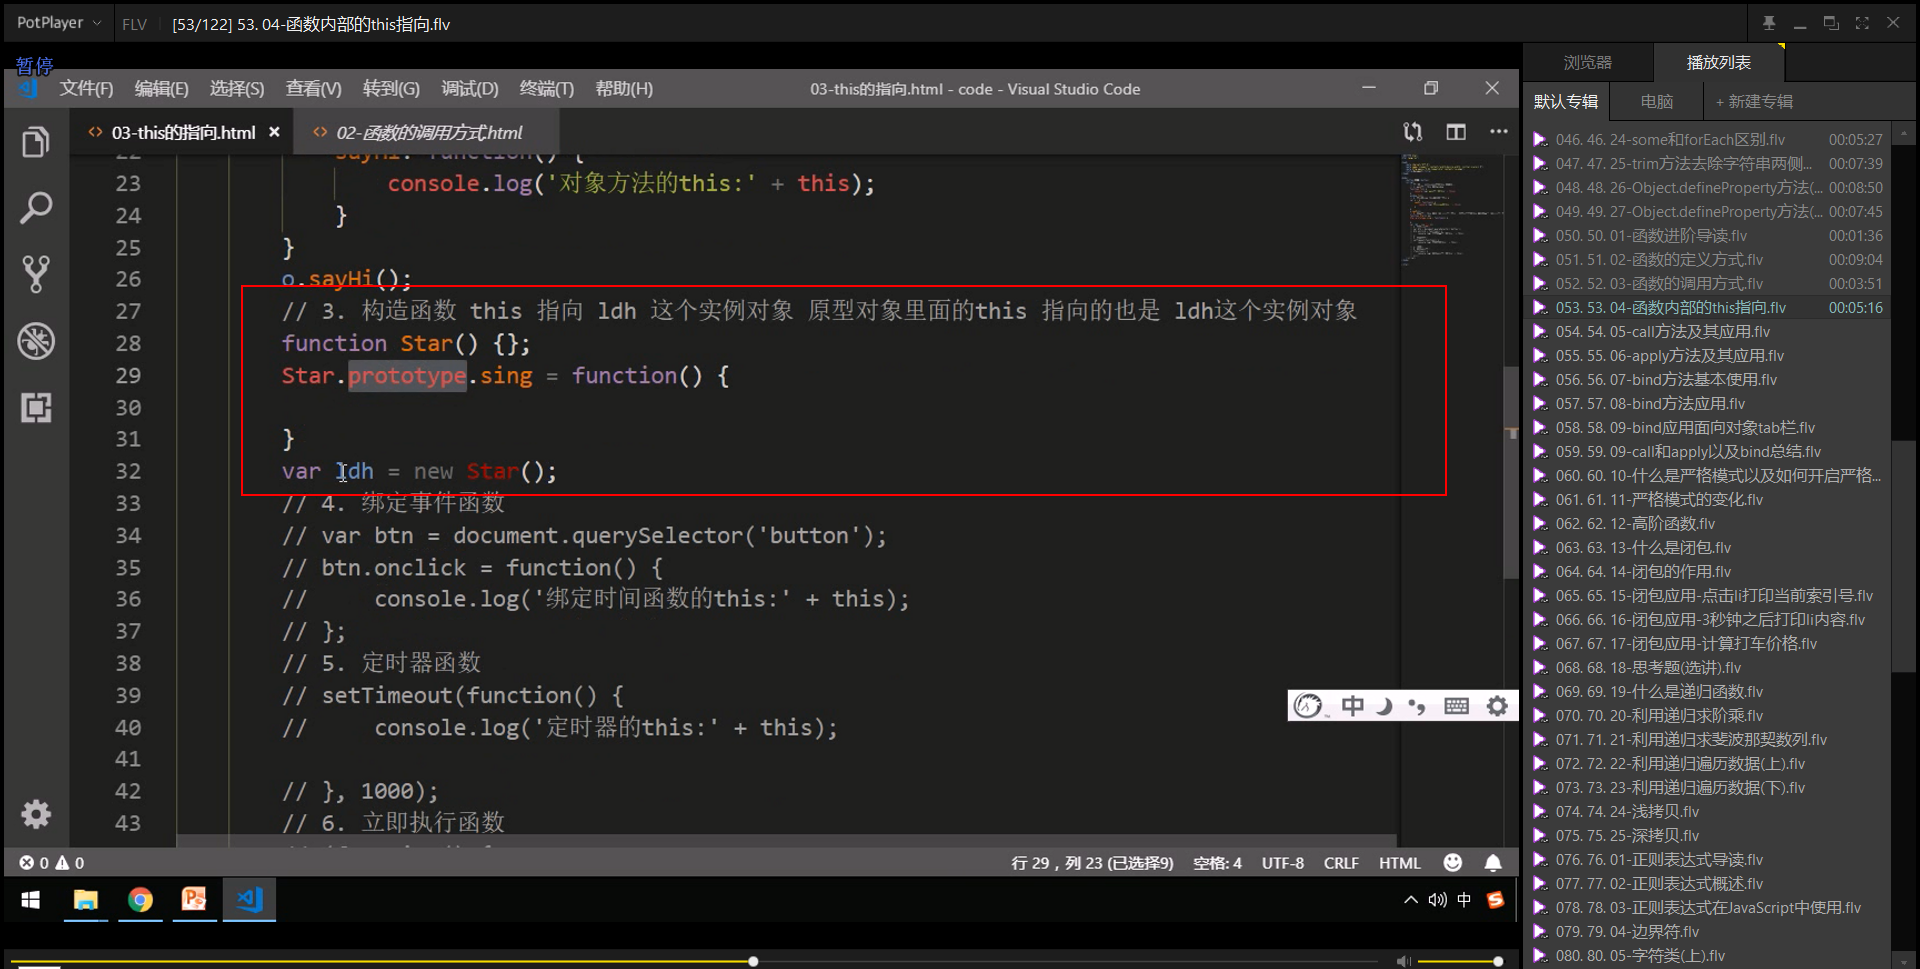 PotPlayer FLV [53/122] 53. 04-函数内部的this指向.flv
暂停
文件(F) 编辑(E) 选择(S) 查看(V) 转到(G) 调试(D) 终端(T) 帮助(H) 03-this的指向.html - code - Visual Studio Code
03-this的指向.html 02-函数的调用方式.html
22 sayHi: function() {
23 console.log('对象方法的this:' + this);
24 }
25 }
26 o.sayHi();
27 // 3. 构造函数 this 指向 ldh 这个实例对象 原型对象里面的this 指向的也是 ldh这个实例对象
28 function Star() {};
29 Star.prototype.sing = function() {
30
31 }
32 var ldh = new Star();
33 // 4. 绑定事件函数
34 // var btn = document.querySelector('button');
35 // btn.onclick = function() {
36 // console.log('绑定时间函数的this:' + this);
37 // };
38 // 5. 定时器函数
39 // setTimeout(function() {
40 // console.log('定时器的this:' + this);
41
42 // }, 1000);
43 // 6. 立即执行函数
0 0 行 29，列 23 (已选择9) 空格: 4 UTF-8 CRLF HTML
中
中
浏览器 播放列表
默认专辑 电脑 + 新建专辑
046. 46. 24-some和forEach区别.flv 00:05:27
047. 47. 25-trim方法去除字符串两侧... 00:07:39
048. 48. 26-Object.defineProperty方法(... 00:08:50
049. 49. 27-Object.defineProperty方法(... 00:07:45
050. 50. 01-函数进阶导读.flv 00:01:36
051. 51. 02-函数的定义方式.flv 00:09:04
052. 52. 03-函数的调用方式.flv 00:03:51
053. 53. 04-函数内部的this指向.flv 00:05:16
054. 54. 05-call方法及其应用.flv
055. 55. 06-apply方法及其应用.flv
056. 56. 07-bind方法基本使用.flv
057. 57. 08-bind方法应用.flv
058. 58. 09-bind应用面向对象tab栏.flv
059. 59. 09-call和apply以及bind总结.flv
060. 60. 10-什么是严格模式以及如何开启严格...
061. 61. 11-严格模式的变化.flv
062. 62. 12-高阶函数.flv
063. 63. 13-什么是闭包.flv
064. 64. 14-闭包的作用.flv
065. 65. 15-闭包应用-点击li打印当前索引号.flv
066. 66. 16-闭包应用-3秒钟之后打印li内容.flv
067. 67. 17-闭包应用-计算打车价格.flv
068. 68. 18-思考题(选讲).flv
069. 69. 19-什么是递归函数.flv
070. 70. 20-利用递归求阶乘.flv
071. 71. 21-利用递归求斐波那契数列.flv
072. 72. 22-利用递归遍历数据(上).flv
073. 73. 23-利用递归遍历数据(下).flv
074. 74. 24-浅拷贝.flv
075. 75. 25-深拷贝.flv
076. 76. 01-正则表达式导读.flv
077. 77. 02-正则表达式概述.flv
078. 78. 03-正则表达式在JavaScript中使用.flv
079. 79. 04-边界符.flv
080. 80. 05-字符类(上).flv